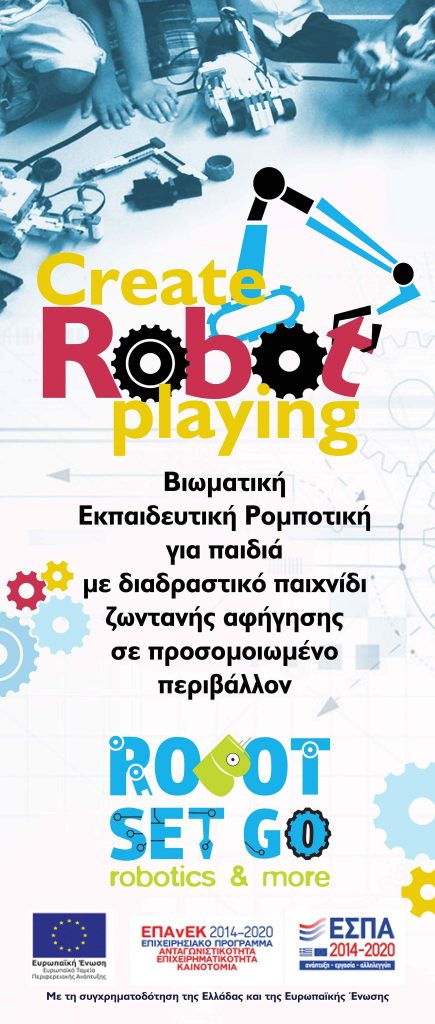 Create
Robot
playing
Βιωματική
Εκπαιδευτική Ρομποτική
για παιδιά
με διαδραστικό παιχνίδι
ζωντανής αφήγησης
σε προσομοιωμένο
περιβάλλον
ROBOT
SET GO
robotics & more
Ευρωπαϊκή Ένωση
Ευρωπαϊκό Ταμείο
Περιφερειακής Ανάπτυξης
ΕΠΑνΕΚ 2014-2020
ΕΠΙΧΕΙΡΗΣΙΑΚΟ ΠΡΟΓΡΑΜΜΑ
ΑΝΤΑΓΩΝΙΣΤΙΚΟΤΗΤΑ
ΕΠΙΧΕΙΡΗΜΑΤΙΚΟΤΗΤΑ
ΚΑΙΝΟΤΟΜΙΑ
ΕΣΠΑ
2014-2020
ανάπτυξη - εργασία - αλληλεγγύη
Με τη συγχρηματοδότηση της Ελλάδας και της Ευρωπαϊκής Ένωσης